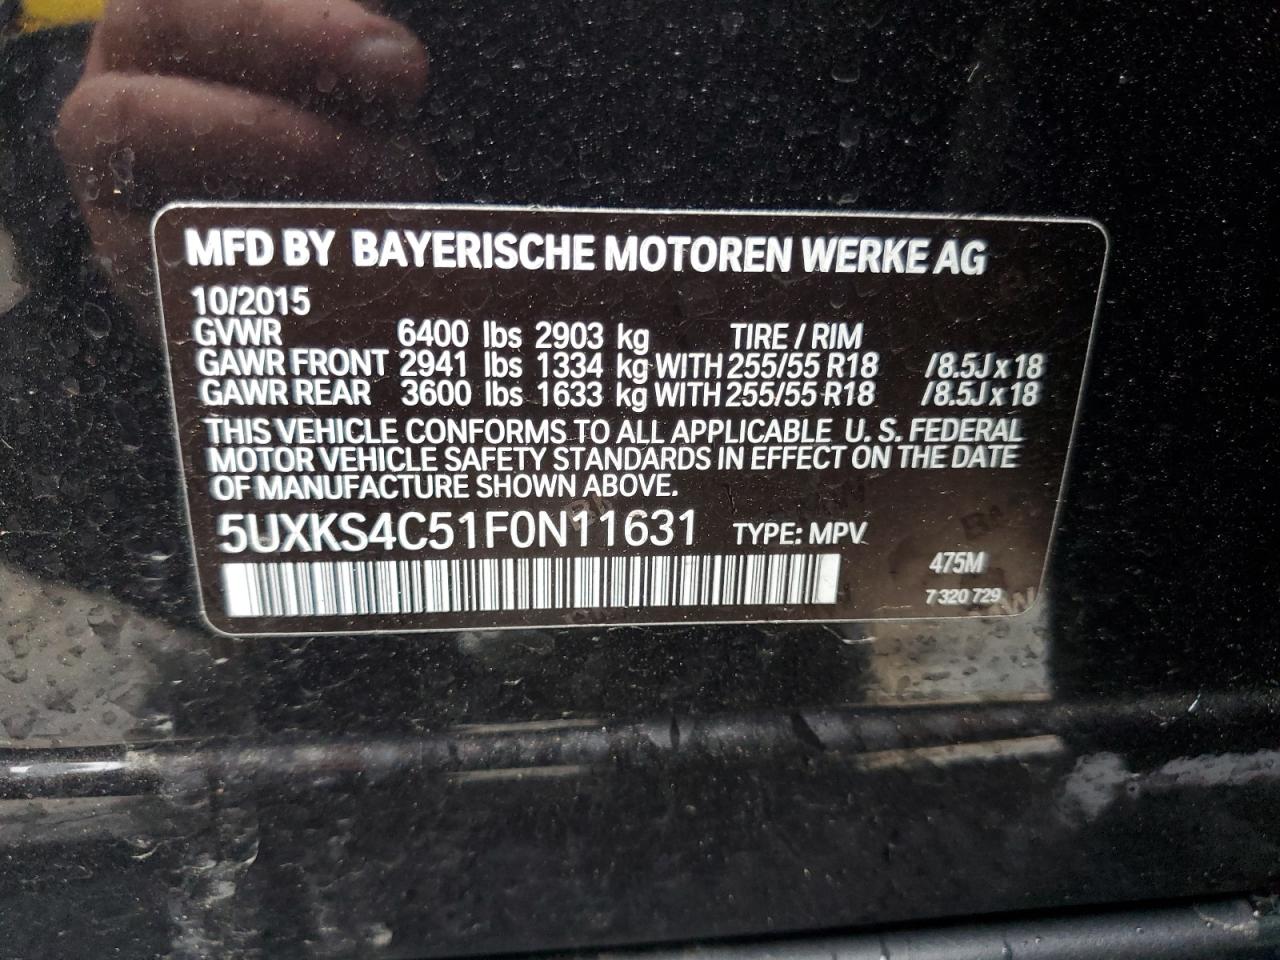 MFD BY BAYERISCHE MOTOREN WERKE AG
10/2015
GVWR 6400 lbs 2903 kg TIRE / RIM
GAWR FRONT 2941 lbs 1334 kg WITH 255/55 R18 /8.5J x 18
GAWR REAR 3600 lbs 1633 kg WITH 255/55 R18 /8.5J x 18
THIS VEHICLE CONFORMS TO ALL APPLICABLE U. S. FEDERAL
MOTOR VEHICLE SAFETY STANDARDS IN EFFECT ON THE DATE
OF MANUFACTURE SHOWN ABOVE.
5UXKS4C51F0N11631 TYPE: MPV
475M
7 320 729